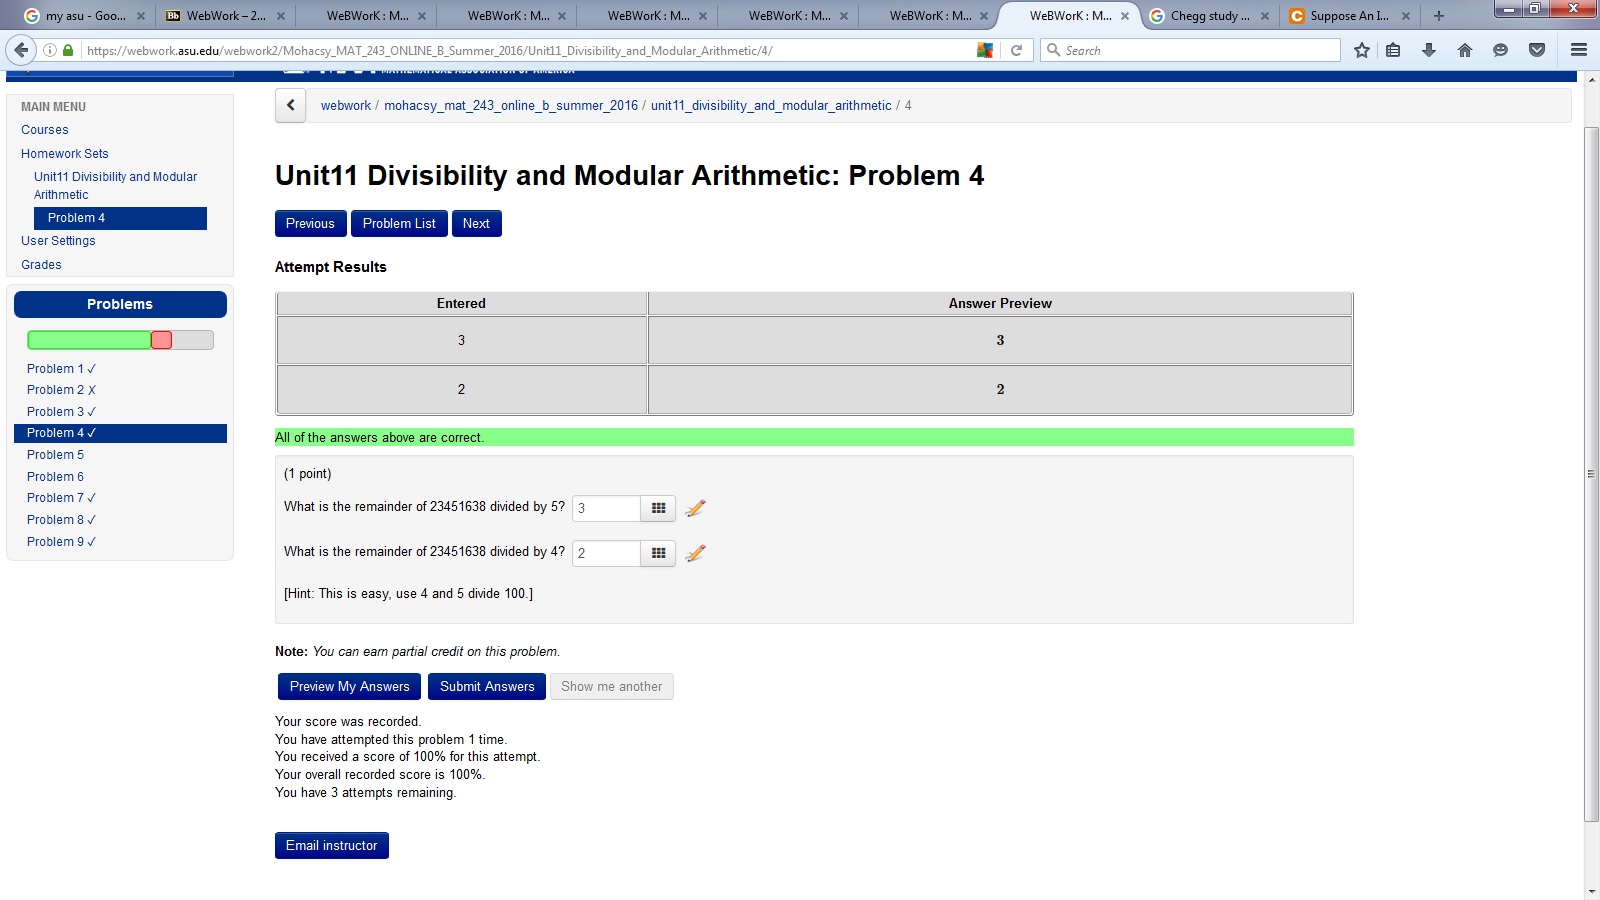 my asu - Goo...
WebWork – 2...
WeBWorK : M...
WeBWorK : M...
WeBWorK : M...
WeBWorK : M...
WeBWorK : M...
WeBWorK : M...
Chegg study ...
Suppose An I...
https://webwork.asu.edu/webwork2/Mohacsy_MAT_243_ONLINE_B_Summer_2016/Unit11_Divisibility_and_Modular_Arithmetic/4/
Search
MATHEMATICAL ASSOCIATION OF AMERICA
MAIN MENU
Courses
Homework Sets
Unit11 Divisibility and Modular
Arithmetic
Problem 4
User Settings
Grades
Problems
Problem 1 ✓
Problem 2 ✗
Problem 3 ✓
Problem 4 ✓
Problem 5
Problem 6
Problem 7 ✓
Problem 8 ✓
Problem 9 ✓
webwork / mohacsy_mat_243_online_b_summer_2016 / unit11_divisibility_and_modular_arithmetic / 4
Unit11 Divisibility and Modular Arithmetic: Problem 4
Previous Problem List Next
Attempt Results
Entered Answer Preview
3 3
2 2
All of the answers above are correct.
(1 point)
What is the remainder of 23451638 divided by 5? 3
What is the remainder of 23451638 divided by 4? 2
[Hint: This is easy, use 4 and 5 divide 100.]
Note: You can earn partial credit on this problem.
Preview My Answers Submit Answers Show me another
Your score was recorded.
You have attempted this problem 1 time.
You received a score of 100% for this attempt.
Your overall recorded score is 100%.
You have 3 attempts remaining.
Email instructor